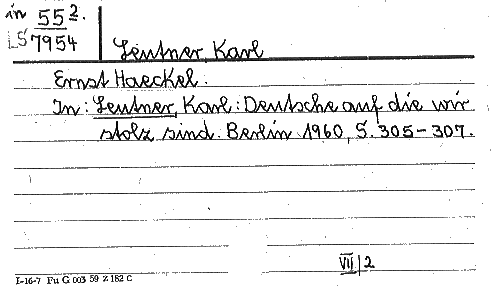 in 55 2.
LS 7954
Leutner, Karl
Ernst Haeckel.
In: Leutner, Karl: Deutsche auf die wir
stolz sind. Berlin 1960, S. 305-307.
VII/2
I-16-7 Fu G 003 59 Z 182 C